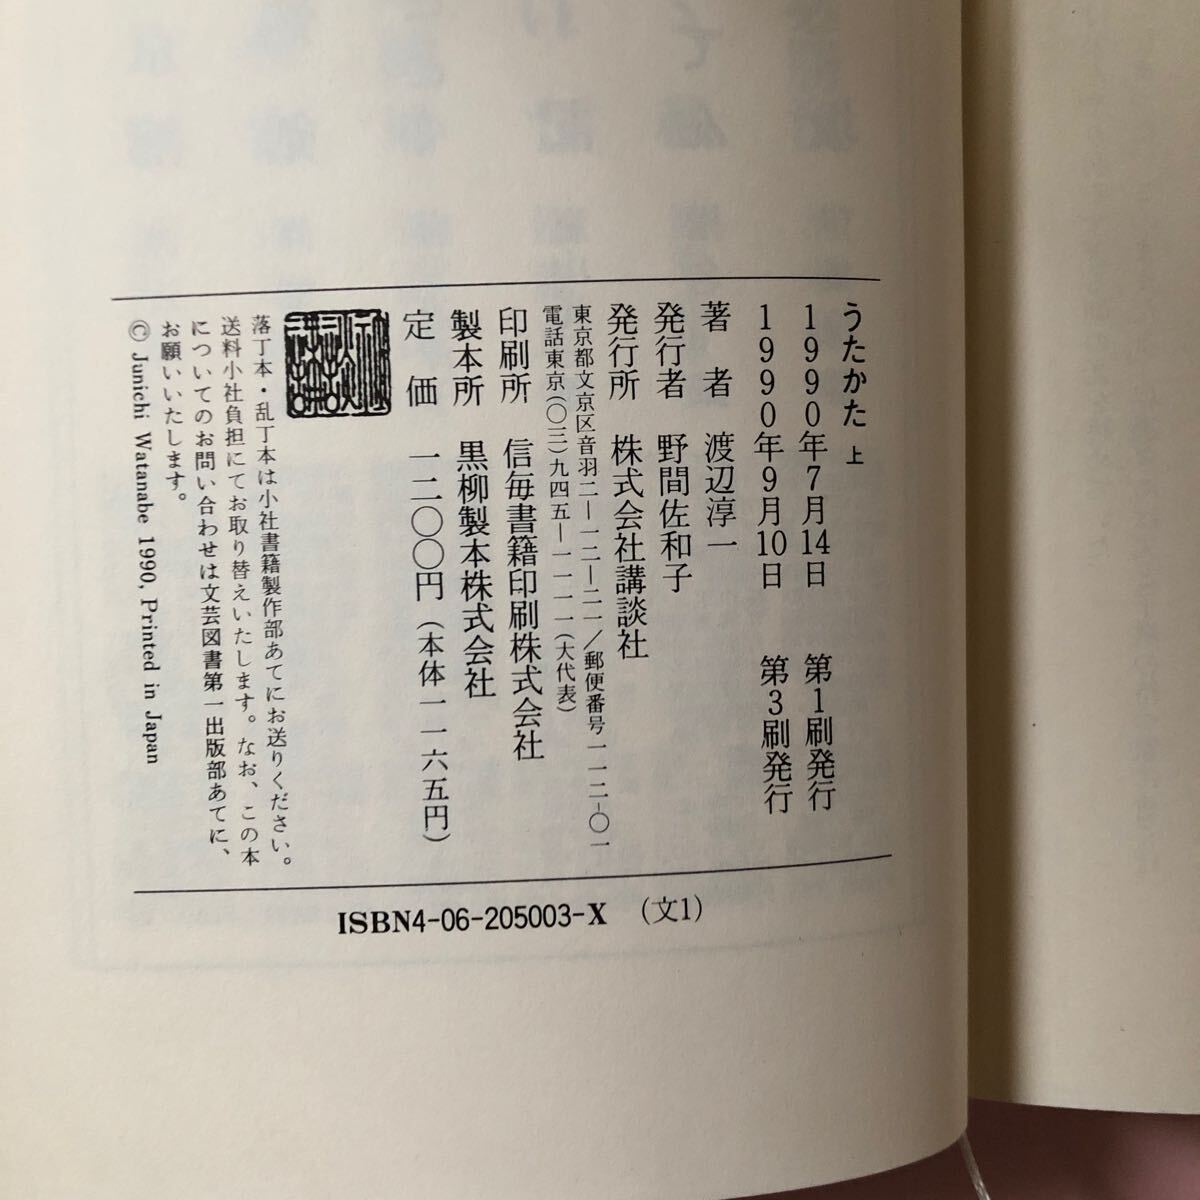 うたかた 上
1990年7月14日 第1刷発行
1990年9月10日 第3刷発行
著者 渡辺淳一
発行者 野間佐和子
発行所 株式会社講談社
東京都文京区音羽二―一二―二一／郵便番号一一二―〇一
電話東京(〇三)九四五―一一一一(大代表)
印刷所 信毎書籍印刷株式会社
製本所 黒柳製本株式会社
定価 一二〇〇円(本体一一六五円)
落丁本・乱丁本は小社書籍製作部あてにお送りください。
送料小社負担にてお取り替えいたします。なお、この本
についてのお問い合わせは文芸図書第一出版部あてに、
お願いいたします。
© Junichi Watanabe 1990, Printed in Japan
ISBN4-06-205003-X (文1)